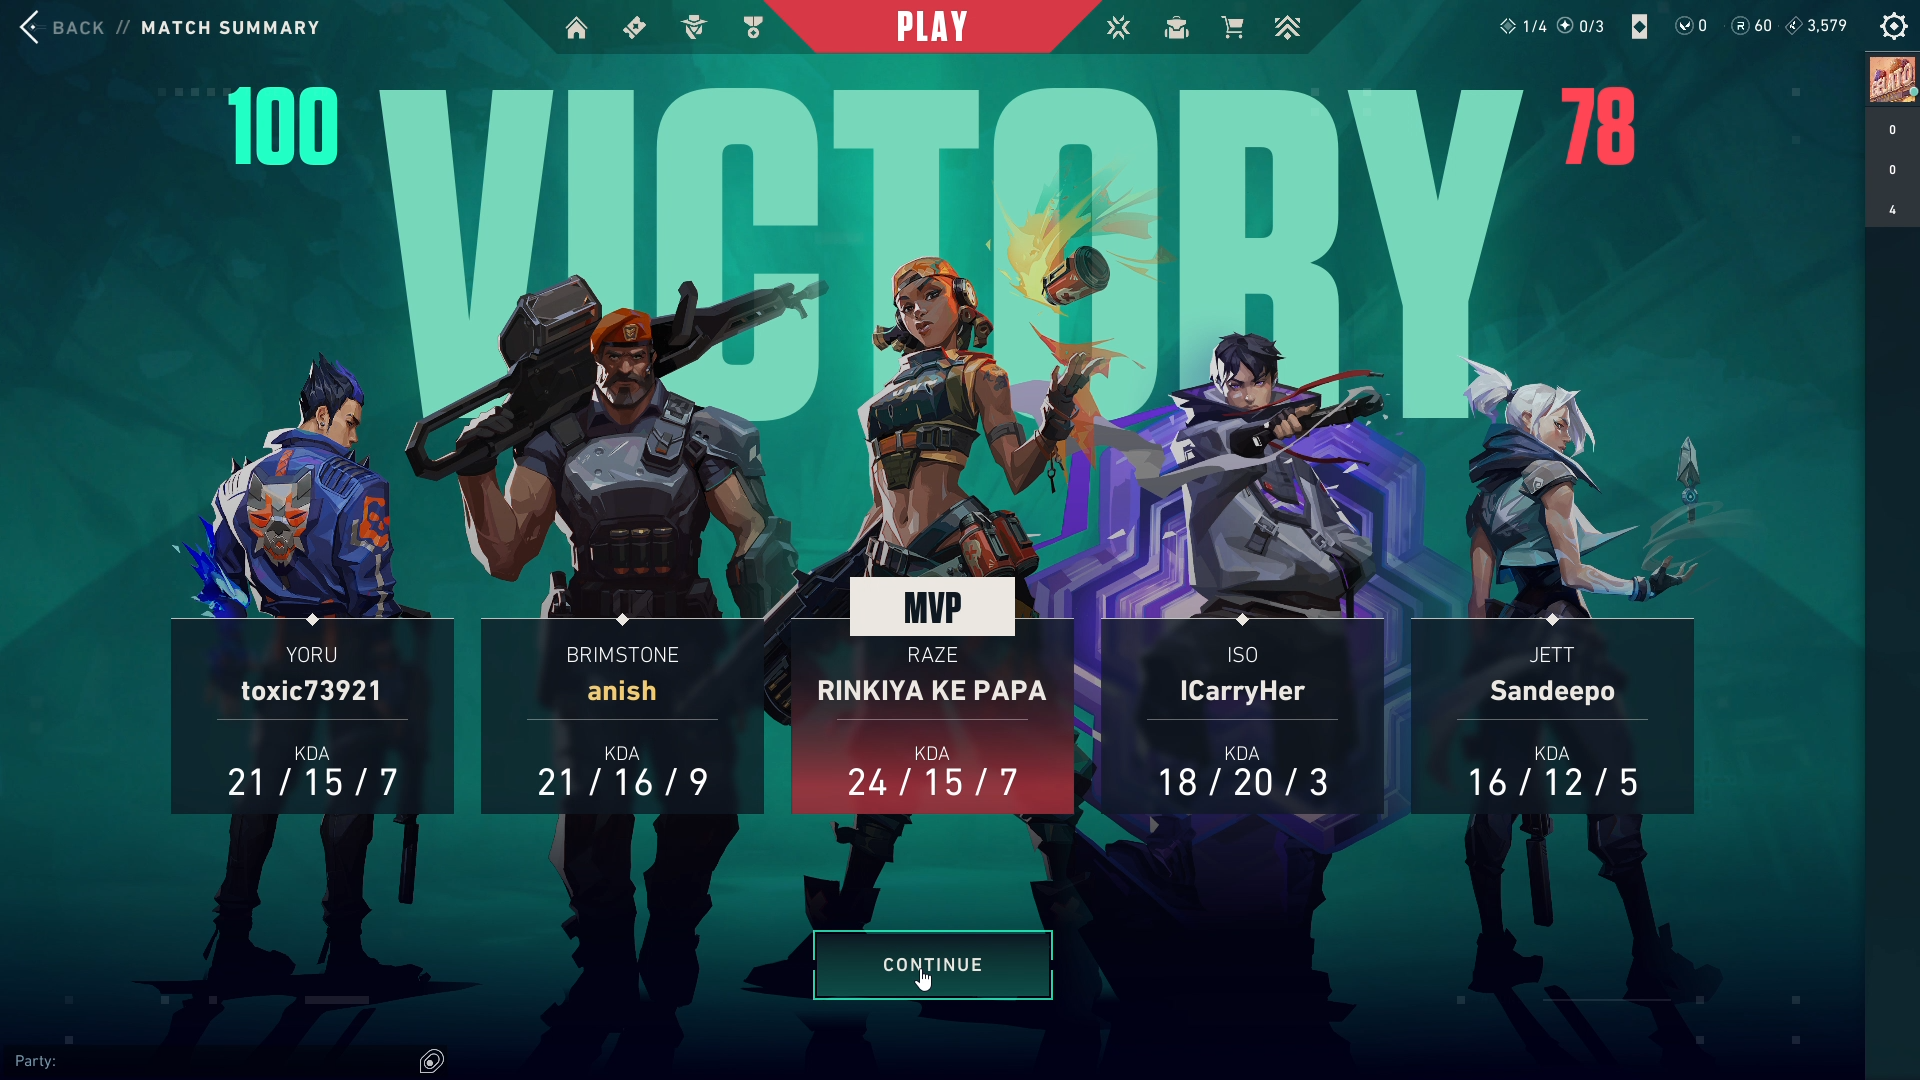 BACK // MATCH SUMMARY
PLAY
1/4 0/3 0 60 3,579
100 VICTORY 78
GELATO
0
0
4
MVP
YORU
toxic73921
KDA
21 / 15 / 7
BRIMSTONE
anish
KDA
21 / 16 / 9
RAZE
RINKIYA KE PAPA
KDA
24 / 15 / 7
ISO
ICarryHer
KDA
18 / 20 / 3
JETT
Sandeepo
KDA
16 / 12 / 5
CONTINUE
Party: